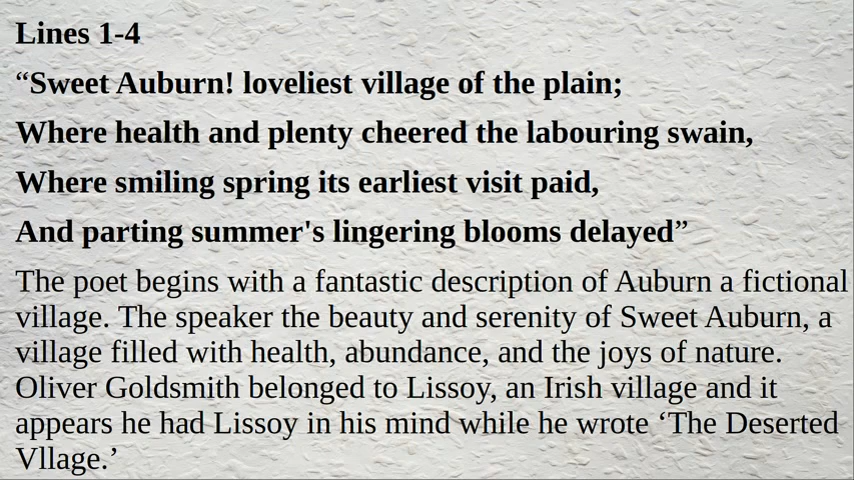 Lines 1-4
“Sweet Auburn! loveliest village of the plain;
Where health and plenty cheered the labouring swain,
Where smiling spring its earliest visit paid,
And parting summer's lingering blooms delayed”
The poet begins with a fantastic description of Auburn a fictional
village. The speaker the beauty and serenity of Sweet Auburn, a
village filled with health, abundance, and the joys of nature.
Oliver Goldsmith belonged to Lissoy, an Irish village and it
appears he had Lissoy in his mind while he wrote ‘The Deserted
Vllage.’